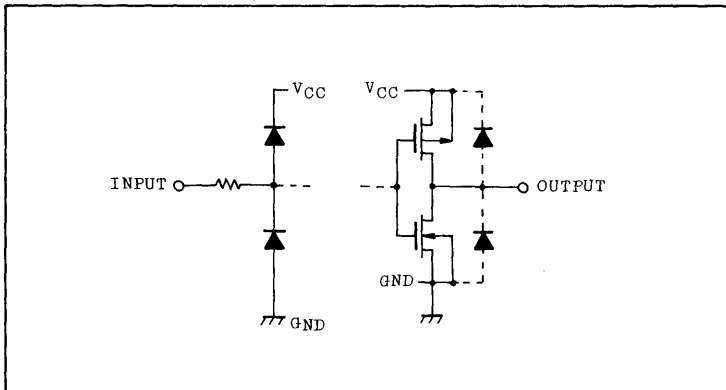 VCC
VCC
INPUT
OUTPUT
GND
GND